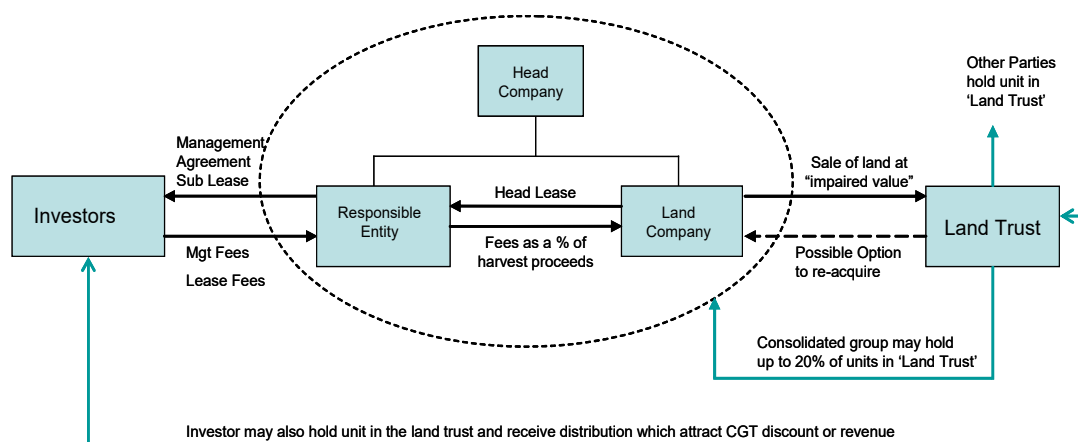 Head
Company
Other Parties
hold unit in
‘Land Trust’
Management
Agreement
Sub Lease
Sale of land at
“impaired value”
Investors
Responsible
Entity
Head Lease
Land
Company
Land Trust
Fees as a % of
harvest proceeds
Mgt Fees
Lease Fees
Possible Option
to re-acquire
Consolidated group may hold
up to 20% of units in ‘Land Trust’
Investor may also hold unit in the land trust and receive distribution which attract CGT discount or revenue